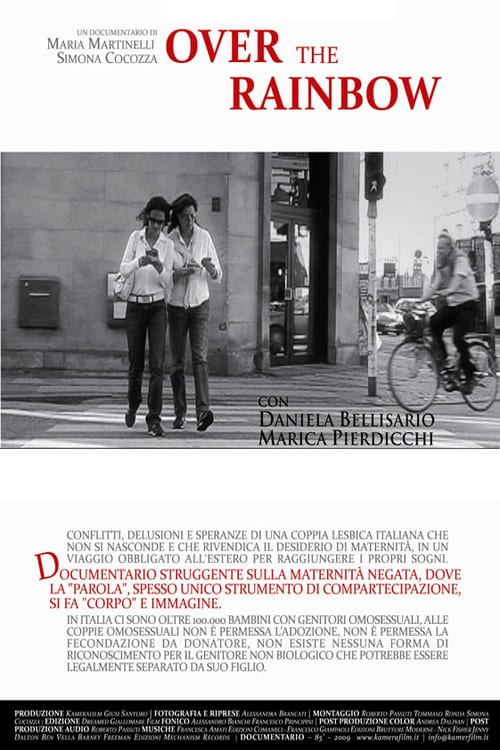 UN DOCUMENTARIO DI
MARIA MARTINELLI
SIMONA COCOZZA
OVER THE
RAINBOW
CON
DANIELA BELLISARIO
MARICA PIERDICCHI
CONFLITTI, DELUSIONI E SPERANZE DI UNA COPPIA LESBICA ITALIANA CHE
NON SI NASCONDE E CHE RIVENDICA IL DESIDERIO DI MATERNITÀ, IN UN
VIAGGIO OBBLIGATO ALL'ESTERO PER RAGGIUNGERE I PROPRI SOGNI.
DOCUMENTARIO STRUGGENTE SULLA MATERNITÀ NEGATA, DOVE
LA "PAROLA", SPESSO UNICO STRUMENTO DI COMPARTECIPAZIONE,
SI FA "CORPO" E IMMAGINE.
IN ITALIA CI SONO OLTRE 100.000 BAMBINI CON GENITORI OMOSESSUALI, ALLE
COPPIE OMOSESSUALI NON È PERMESSA L'ADOZIONE, NON È PERMESSA LA
FECONDAZIONE DA DONATORE, NON ESISTE NESSUNA FORMA DI
RICONOSCIMENTO PER IL GENITORE NON BIOLOGICO CHE POTREBBE ESSERE
LEGALMENTE SEPARATO DA SUO FIGLIO.
PRODUZIONE KAMERAFILM GIUSI SANTORO | FOTOGRAFIA E RIPRESE ALESSANDRA BRANCATI | MONTAGGIO ROBERTO PASSUTI TOMMASO RONDA SIMONA
COCOZZA | EDIZIONE DREAMED GIALLOMARE FILM FONICO ALESSANDRO BIANCHI FRANCESCO PRINCIPINI | POST PRODUZIONE COLOR ANDREA DALPIAN | POST
PRODUZIONE AUDIO ROBERTO PASSUTI MUSICHE FRANCESCA AMATI EDIZIONI COMANECI - FRANCESCO GIAMPAOLI EDIZIONI BRUTTURE MODERNE - NICK FISHER JENNY
DALTON BEN VELLA BARNEY FREEMAN EDIZIONI MECHANISM RECORDS | DOCUMENTARIO - 85' - 2009 www.kamerafilm.it | info@kamerfilm.it